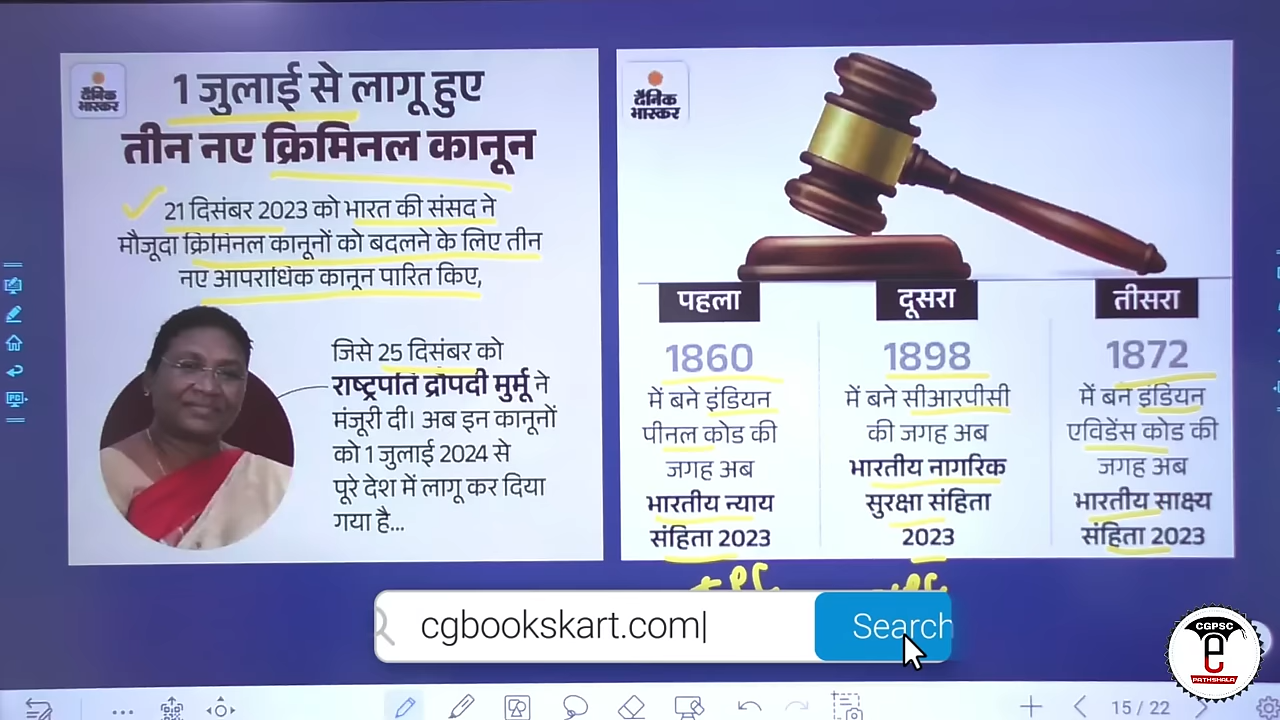 दैनिक
भास्कर
1 जुलाई से लागू हुए
तीन नए क्रिमिनल कानून
21 दिसंबर 2023 को भारत की संसद ने
मौजूदा क्रिमिनल कानूनों को बदलने के लिए तीन
नए आपराधिक कानून पारित किए,
जिसे 25 दिसंबर को
राष्ट्रपति द्रौपदी मुर्मू ने
मंजूरी दी। अब इन कानूनों
को 1 जुलाई 2024 से
पूरे देश में लागू कर दिया
गया है...
दैनिक
भास्कर
पहला
1860
में बने इंडियन
पीनल कोड की
जगह अब
भारतीय न्याय
संहिता 2023
दूसरा
1898
में बने सीआरपीसी
की जगह अब
भारतीय नागरिक
सुरक्षा संहिता
2023
तीसरा
1872
में बने इंडियन
एविडेंस कोड की
जगह अब
भारतीय साक्ष्य
संहिता 2023
cgbookskart.com
Search
CGPSC
e
PATHSHALA
15 / 22